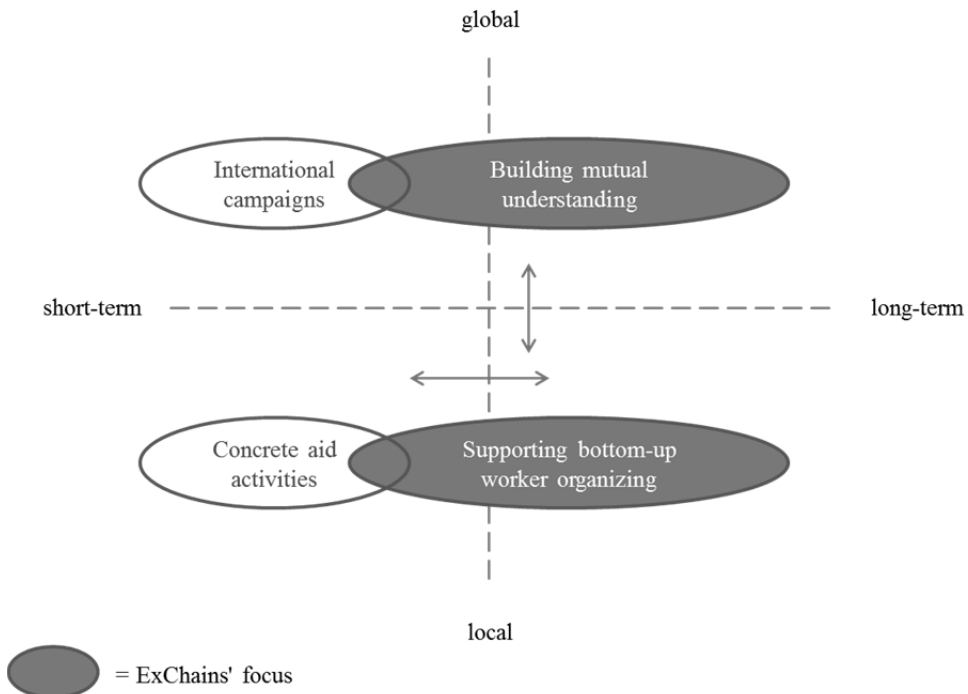 global
International
campaigns
Building mutual
understanding
short-term
long-term
Concrete aid
activities
Supporting bottom-up
worker organizing
local
= ExChains' focus